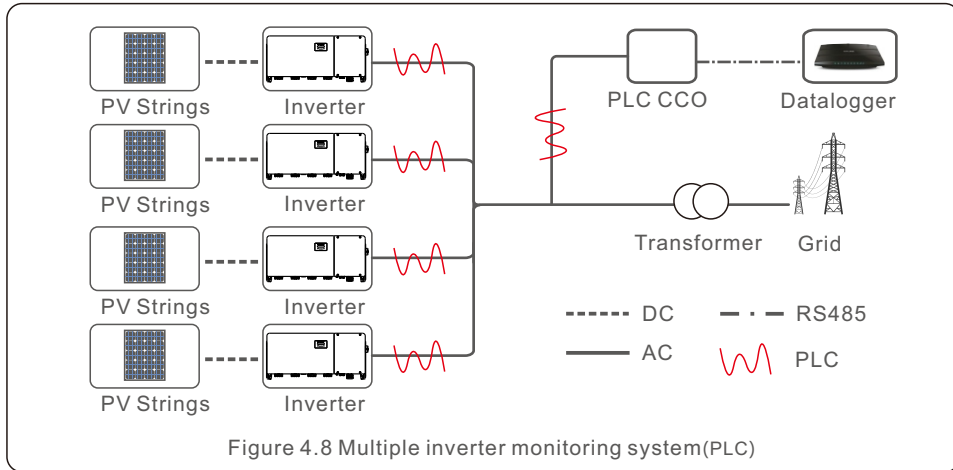 PLC CCO
Datalogger
PV Strings
Inverter
PV Strings
Inverter
Transformer
Grid
PV Strings
Inverter
DC
RS485
AC
PLC
PV Strings
Inverter
Figure 4.8 Multiple inverter monitoring system(PLC)